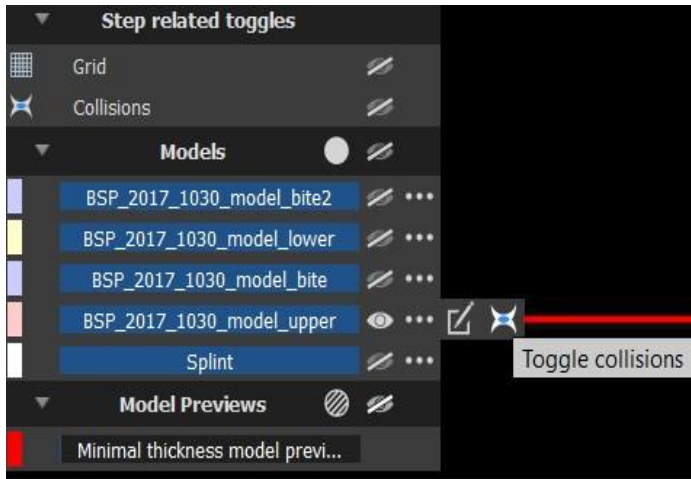 Step related toggles
Grid
Collisions
Models
BSP_2017_1030_model_bite2
BSP_2017_1030_model_lower
BSP_2017_1030_model_bite
BSP_2017_1030_model_upper
Toggle collisions
Splint
Model Previews
Minimal thickness model previ...